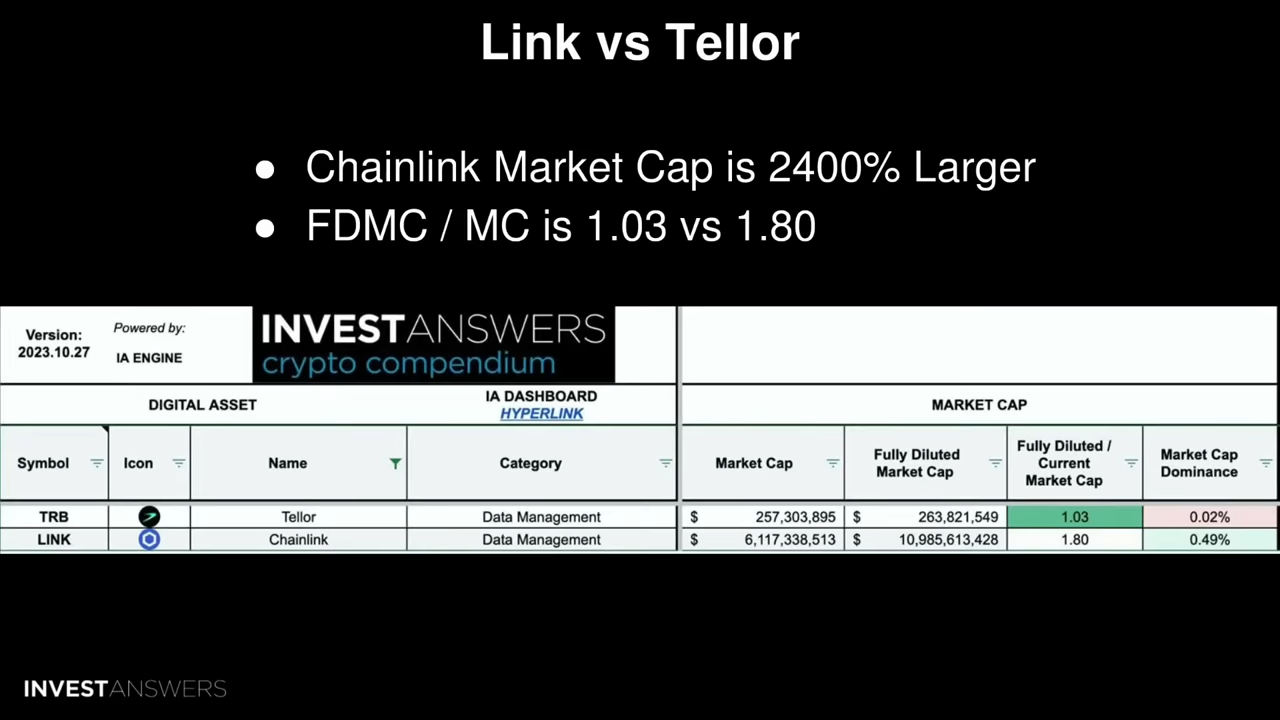 Link vs Tellor
● Chainlink Market Cap is 2400% Larger
● FDMC / MC is 1.03 vs 1.80
Version:
2023.10.27
Powered by:
IA ENGINE
INVESTANSWERS
crypto compendium
DIGITAL ASSET
IA DASHBOARD
HYPERLINK
MARKET CAP
Symbol Icon Name Category Market Cap Fully Diluted Market Cap Fully Diluted / Current Market Cap Market Cap Dominance
TRB Tellor Data Management $ 257,303,895 $ 263,821,549 1.03 0.02%
LINK Chainlink Data Management $ 6,117,338,513 $ 10,985,613,428 1.80 0.49%
INVESTANSWERS